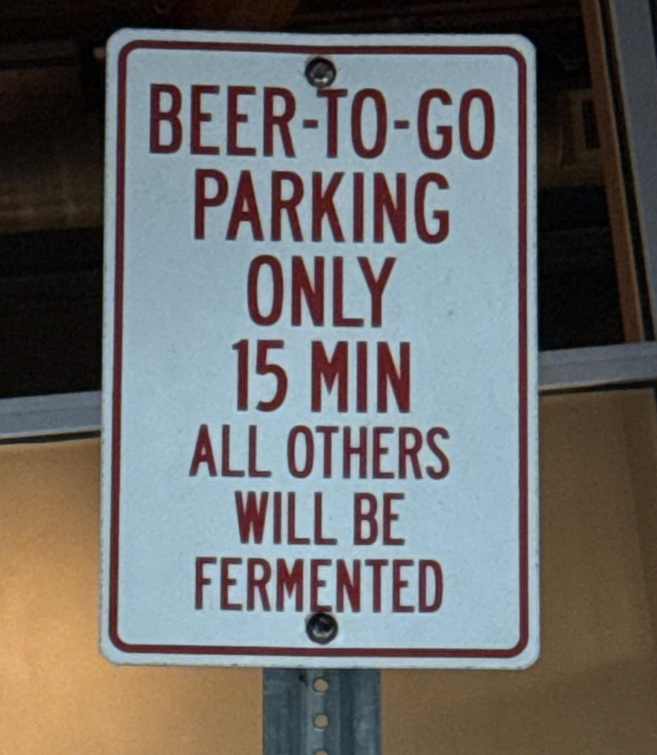 BEER-TO-GO
PARKING
ONLY
15 MIN
ALL OTHERS
WILL BE
FERMENTED